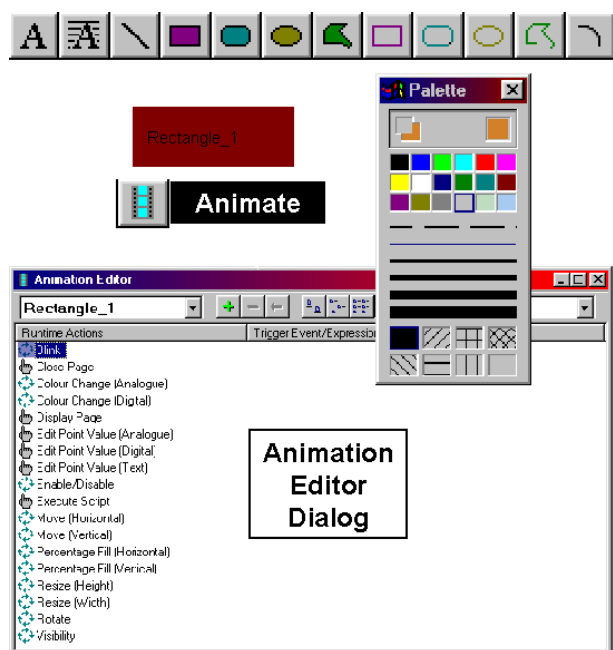 A A
Palette
Rectangle_1
Animate
Animation Editor
Rectangle_1
Runtime Actions Trigger Event/Expression
Blink
Close Page
Colour Change (Analogue)
Colour Change (Digital)
Display Page
Edit Point Value (Analogue)
Edit Point Value (Digital)
Edit Point Value (Text)
Enable/Disable
Execute Script
Move (Horizontal)
Move (Vertical)
Percentage Fill (Horizontal)
Percentage Fill (Vertical)
Resize (Height)
Resize (Width)
Rotate
Visibility
Animation
Editor
Dialog